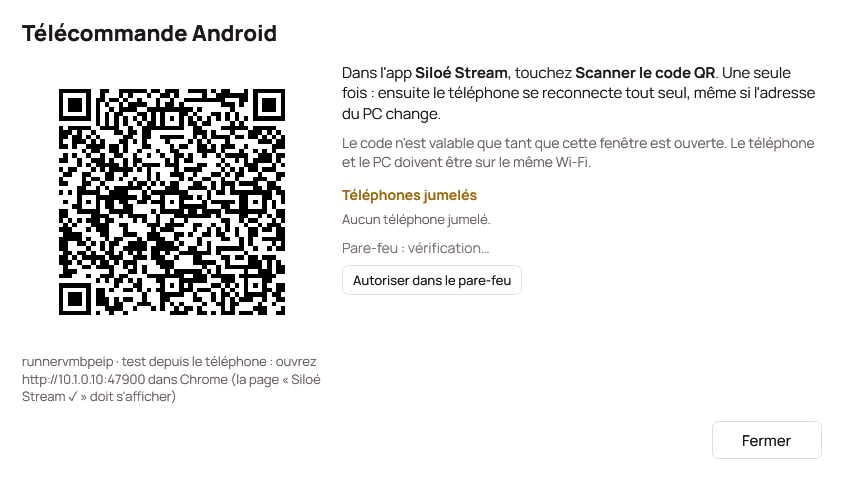 Télécommande Android
Dans l'app Siloé Stream, touchez Scanner le code QR. Une seule
fois : ensuite le téléphone se reconnecte tout seul, même si l'adresse
du PC change.
Le code n'est valable que tant que cette fenêtre est ouverte. Le téléphone
et le PC doivent être sur le même Wi-Fi.
Téléphones jumelés
Aucun téléphone jumelé.
Pare-feu : vérification…
Autoriser dans le pare-feu
runnervmbpeip · test depuis le téléphone : ouvrez
http://10.1.0.10:47900 dans Chrome (la page « Siloé
Stream ✓ » doit s'afficher)
Fermer